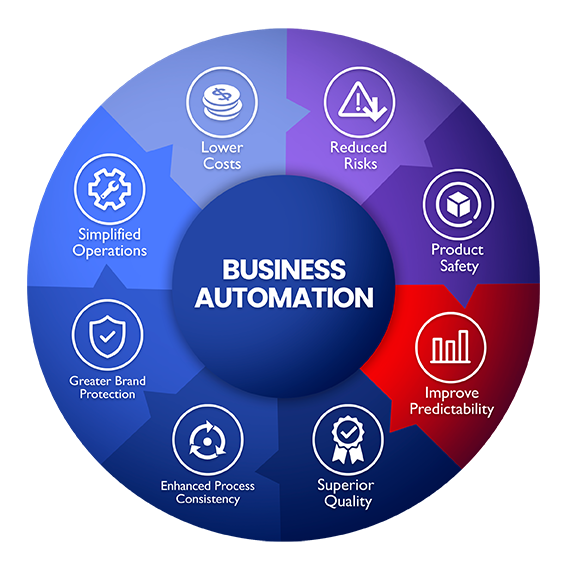 BUSINESS
AUTOMATION
Lower
Costs
Reduced
Risks
Product
Safety
Improve
Predictability
Superior
Quality
Enhanced Process
Consistency
Greater Brand
Protection
Simplified
Operations